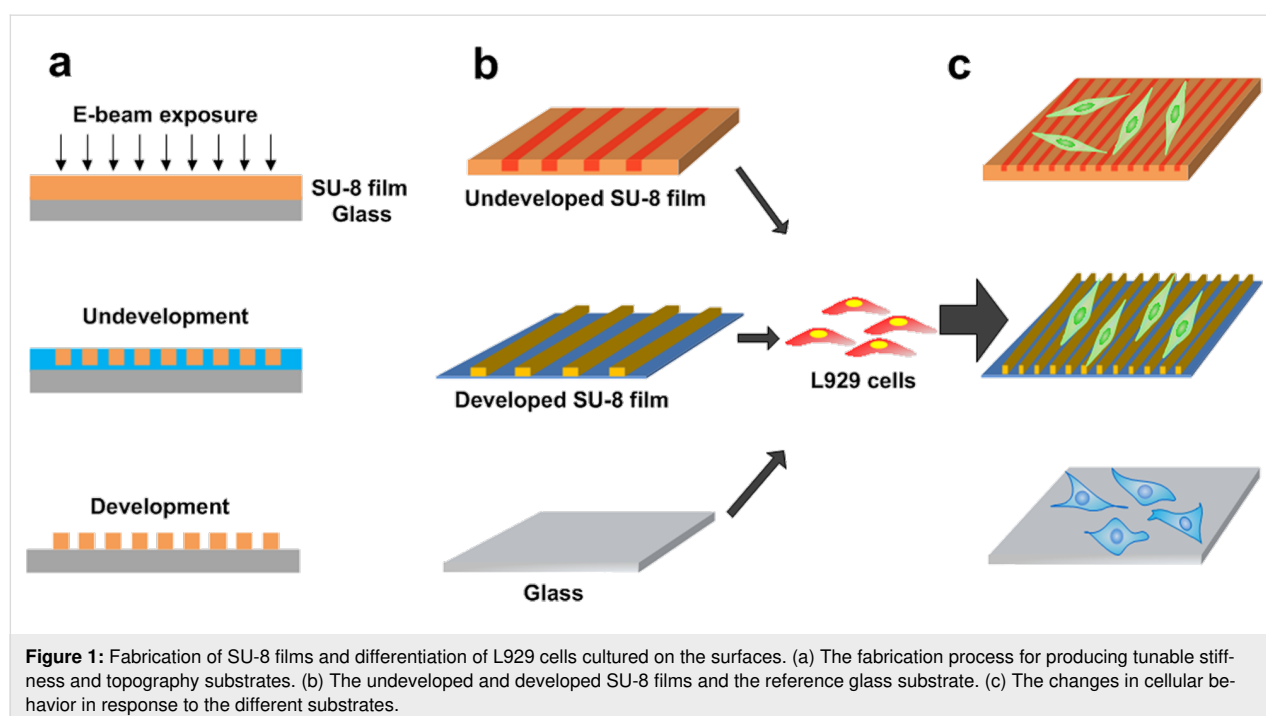 a
E-beam exposure
SU-8 film
Glass
Undevelopment
Development
b
Undeveloped SU-8 film
Developed SU-8 film
Glass
L929 cells
c
Figure 1: Fabrication of SU-8 films and differentiation of L929 cells cultured on the surfaces. (a) The fabrication process for producing tunable stiff-
ness and topography substrates. (b) The undeveloped and developed SU-8 films and the reference glass substrate. (c) The changes in cellular be-
havior in response to the different substrates.